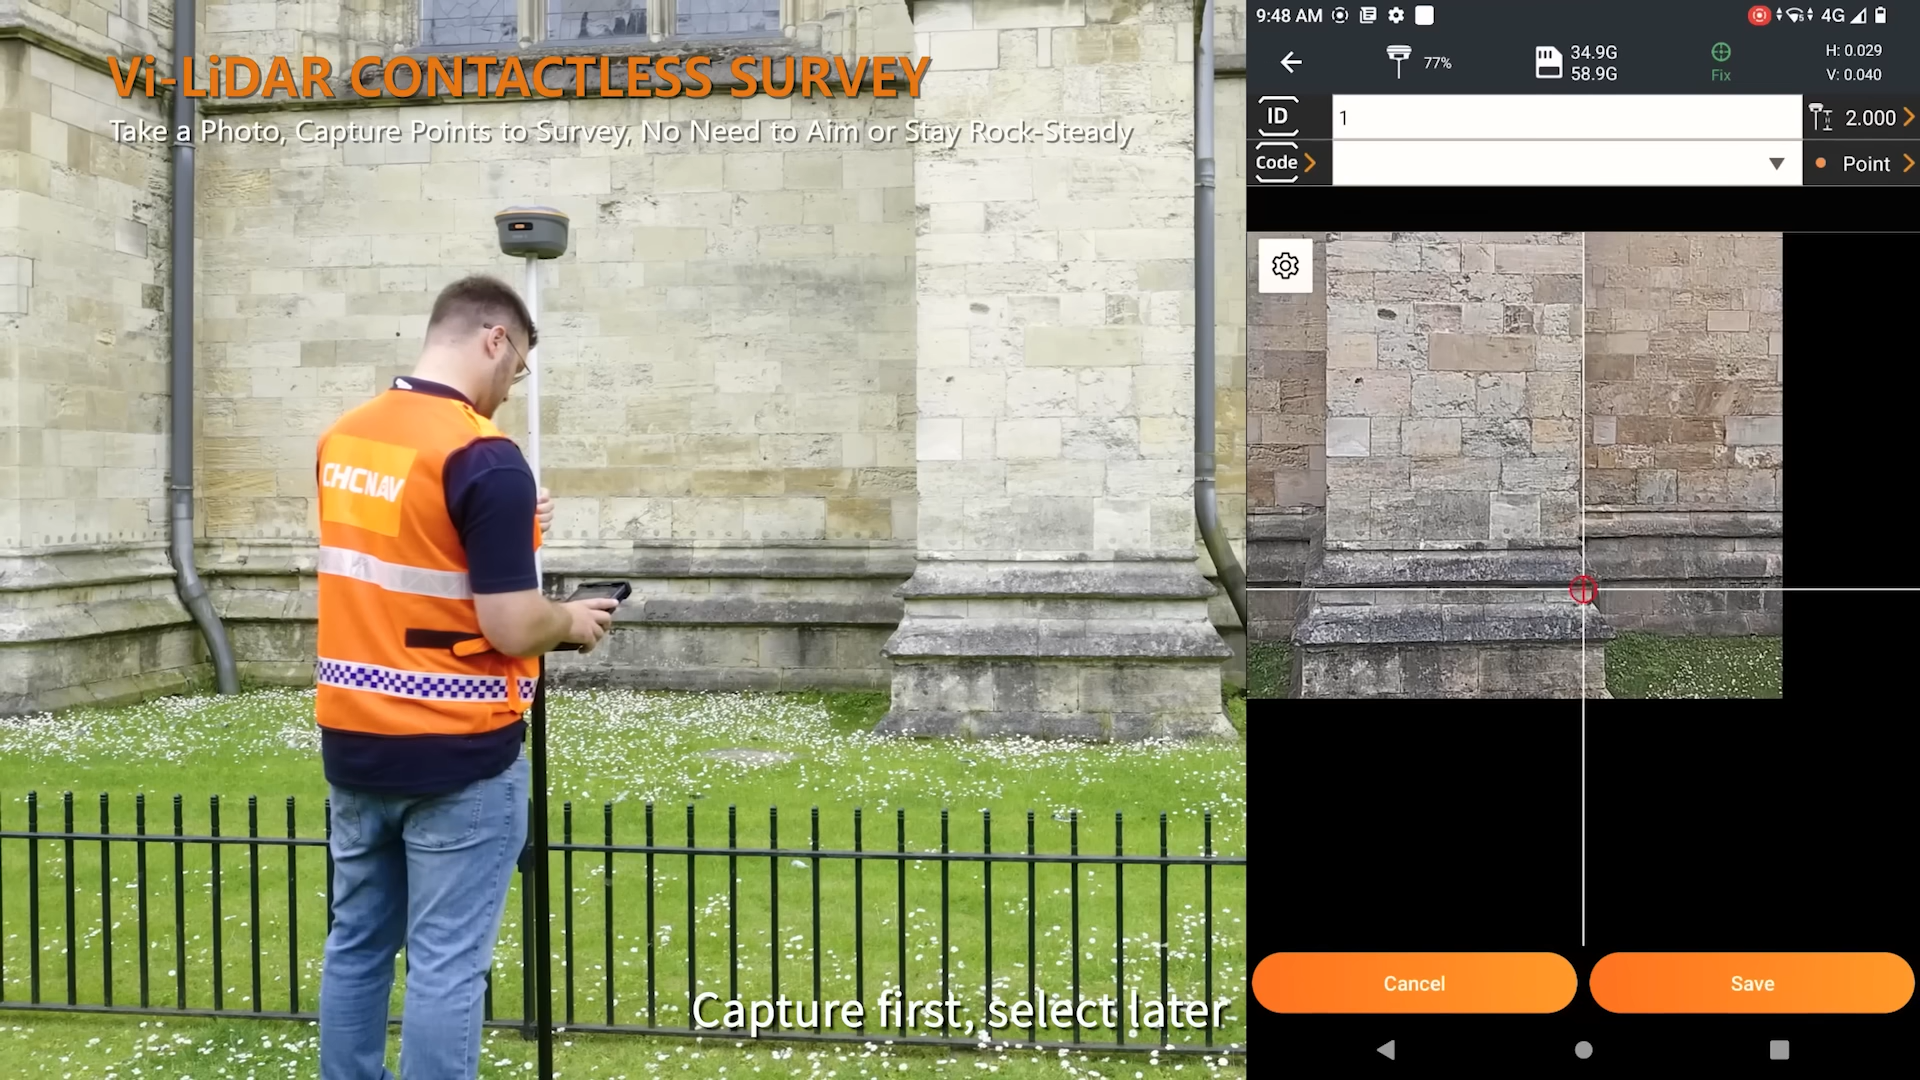 Vi-LiDAR CONTACTLESS SURVEY
Take a Photo, Capture Points to Survey, No Need to Aim or Stay Rock-Steady
CHCNAV
Capture first, select later
9:48 AM
4G
77%
34.9G
58.9G
Fix
H: 0.029
V: 0.040
ID
1
2.000
Code
Point
Cancel
Save